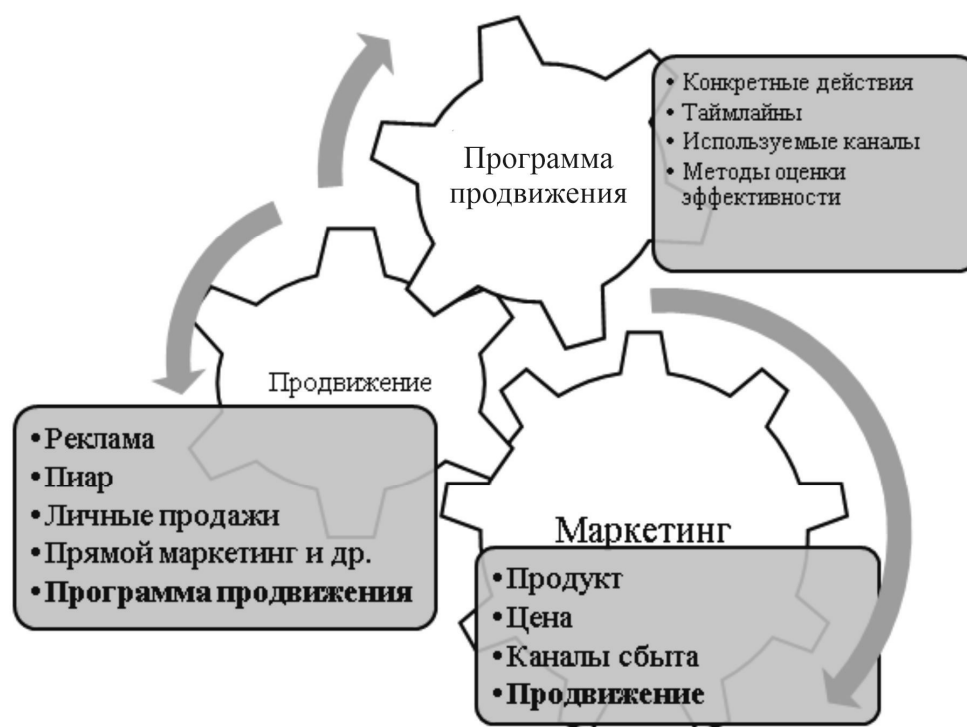 Программа
продвижения
• Конкретные действия
• Таймлайны
• Используемые каналы
• Методы оценки
эффективности
Продвижение
• Реклама
• Пиар
• Личные продажи
• Прямой маркетинг и др.
• Программа продвижения
Маркетинг
• Продукт
• Цена
• Каналы сбыта
• Продвижение